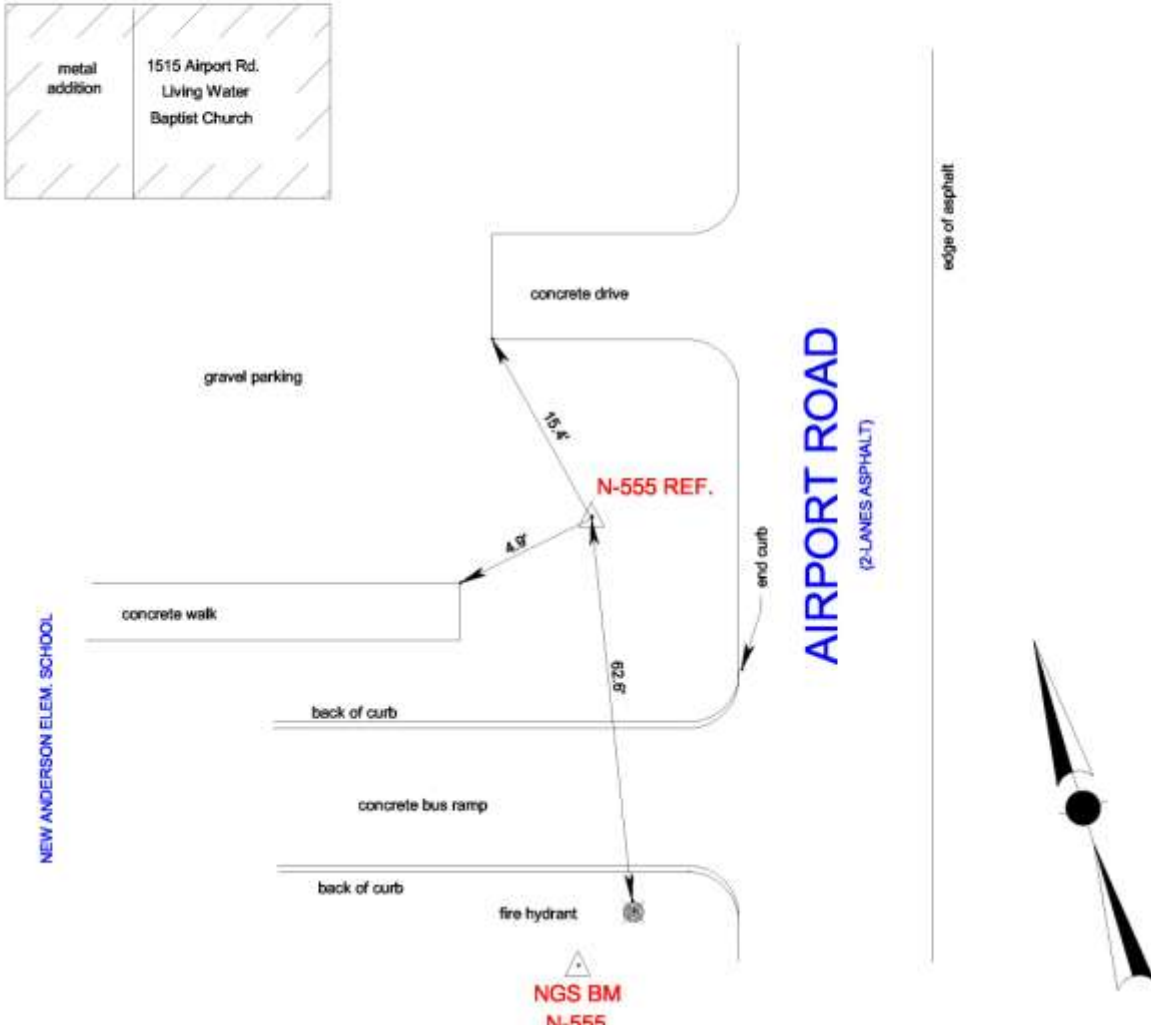 metal
addition
1515 Airport Rd.
Living Water
Baptist Church
edge of asphalt
concrete drive
gravel parking
15.4'
AIRPORT ROAD
(2-LANES ASPHALT)
N-555 REF.
4.9'
end curb
concrete walk
NEW ANDERSON ELEM. SCHOOL
62.6'
back of curb
concrete bus ramp
back of curb
fire hydrant
NGS BM
N-555